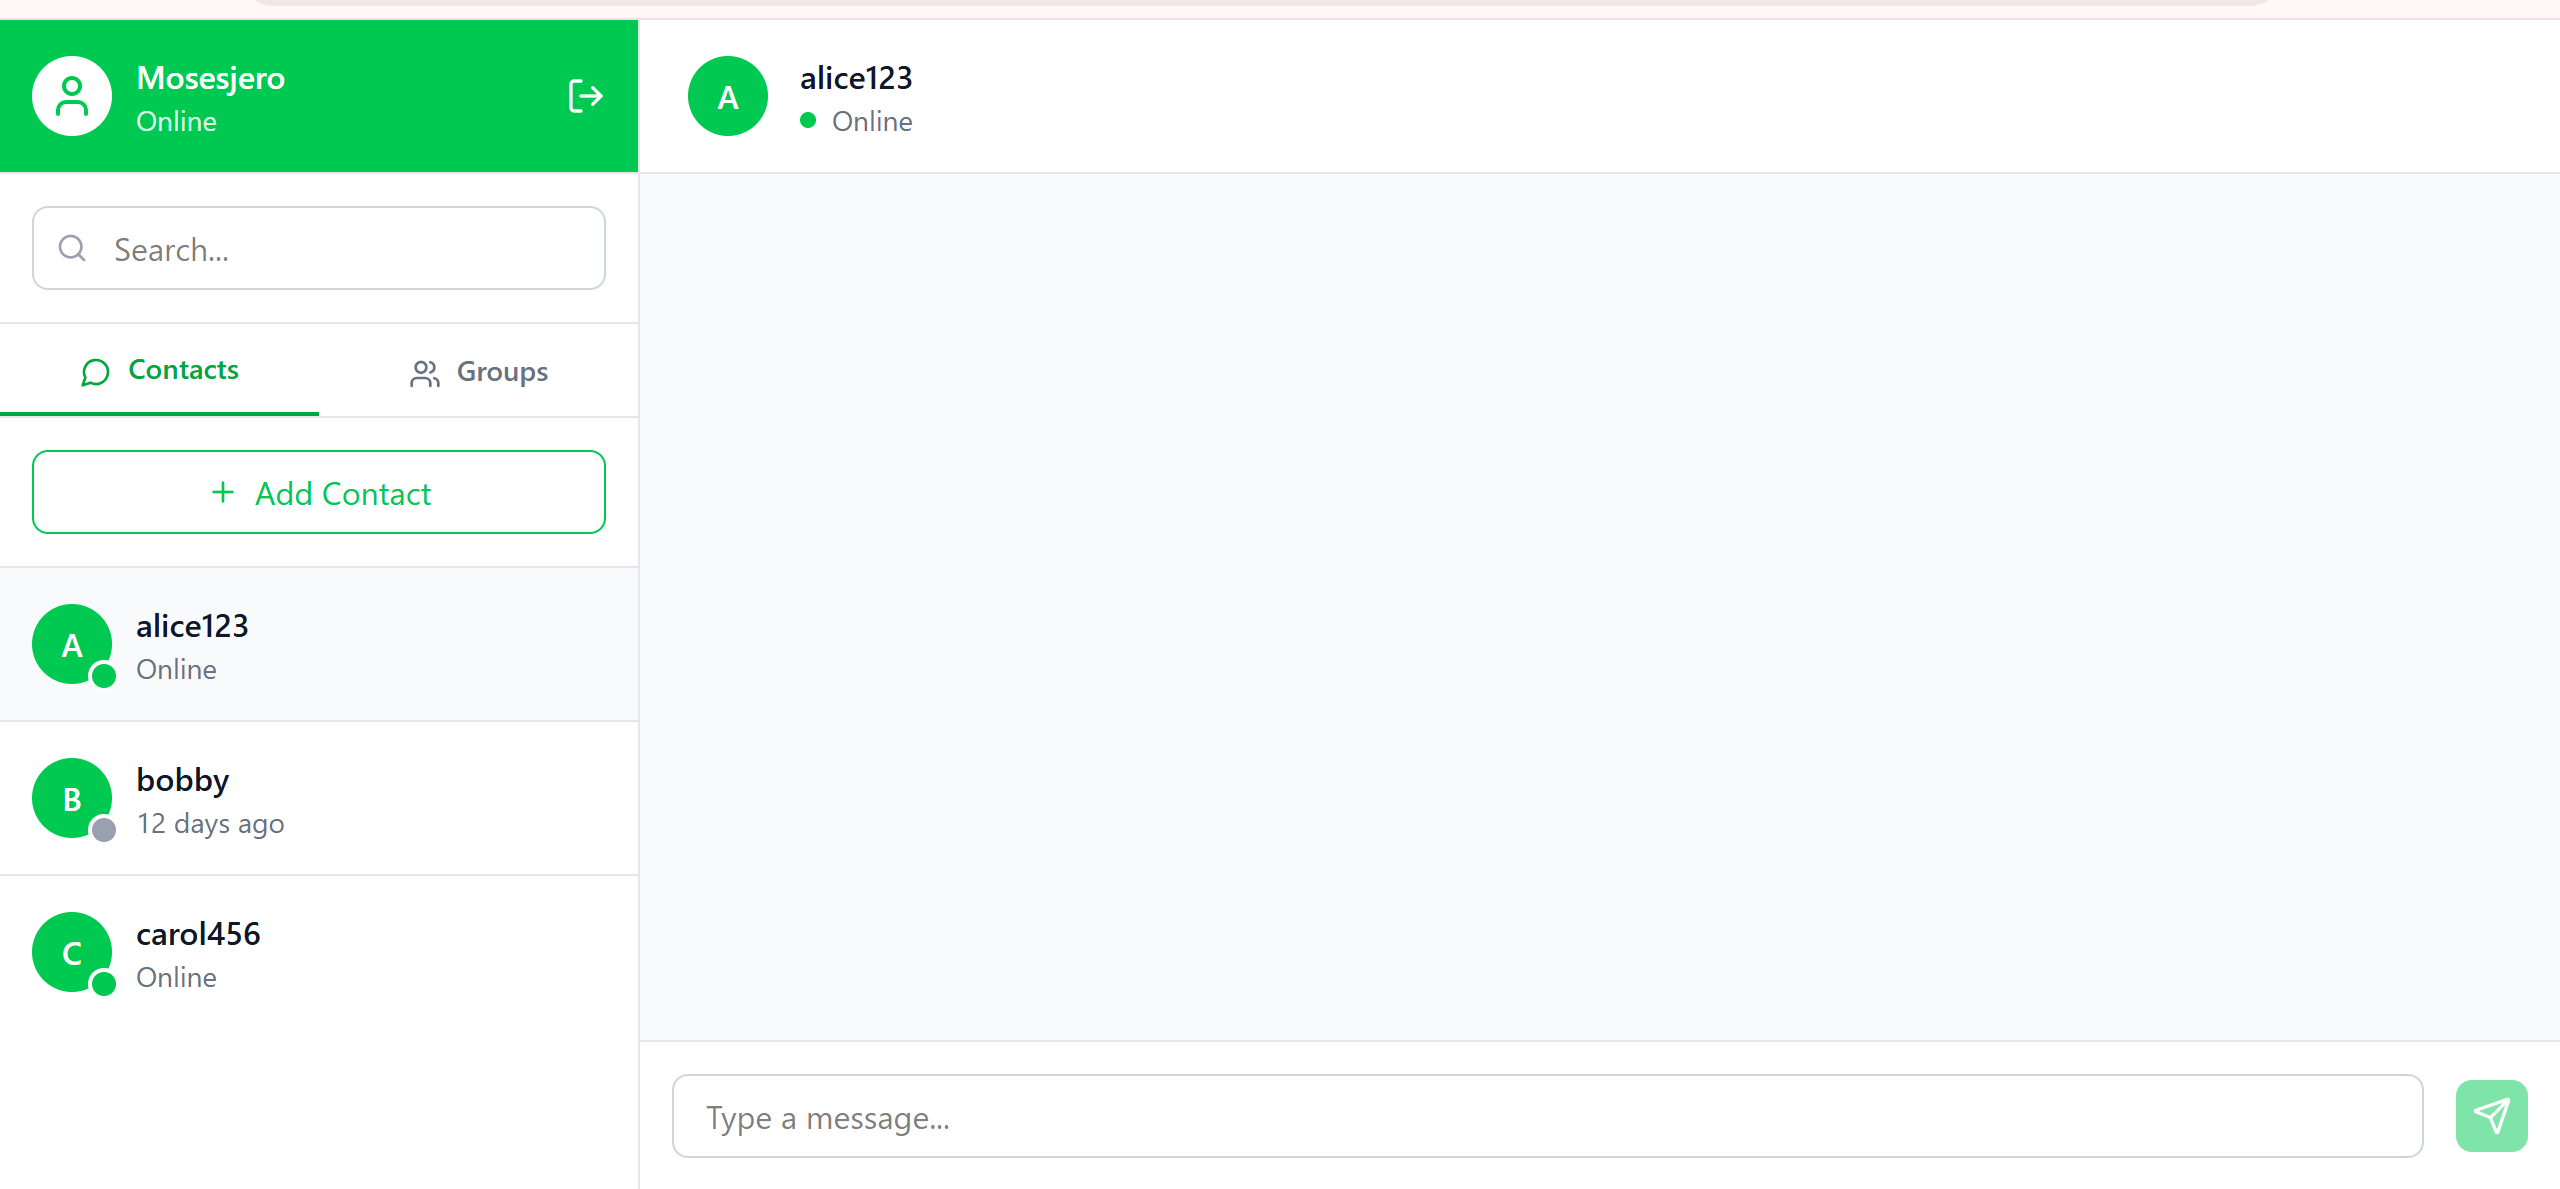 Mosesjero
Online
Search...
Contacts
Groups
+ Add Contact
A
alice123
Online
B
bobby
12 days ago
C
carol456
Online
A
alice123
Online
Type a message...